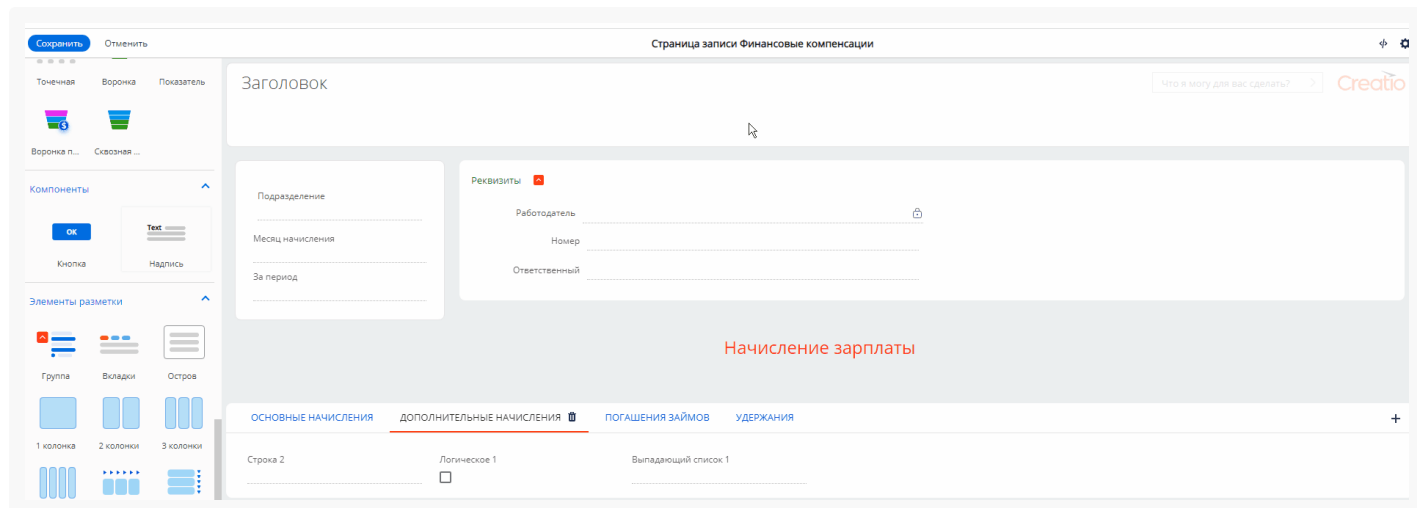 Сохранить Отменить Страница записи Финансовые компенсации
Точечная Воронка Показатель
Воронка п... Сквозная ...
Компоненты
OK Text
Кнопка Надпись
Элементы разметки
Группа Вкладки Остров
1 колонка 2 колонки 3 колонки
Заголовок Что я могу для вас сделать? > Creatio
Подразделение
Месяц начисления
За период
Реквизиты
Работодатель
Номер
Ответственный
Начисление зарплаты
ОСНОВНЫЕ НАЧИСЛЕНИЯ ДОПОЛНИТЕЛЬНЫЕ НАЧИСЛЕНИЯ ПОГАШЕНИЯ ЗАЙМОВ УДЕРЖАНИЯ +
Строка 2 Логическое 1 Выпадающий список 1